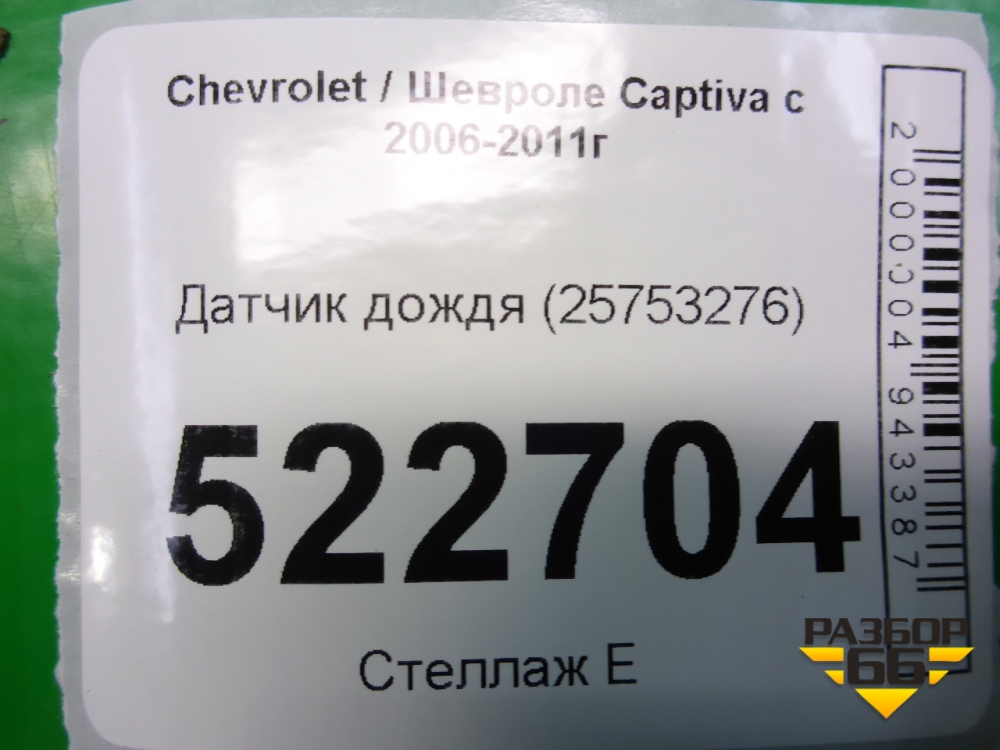 Chevrolet / Шевроле Captiva с
2006-2011г
Датчик дождя (25753276)
522704
Стеллаж Е
2000004943387
РАЗБОР
66